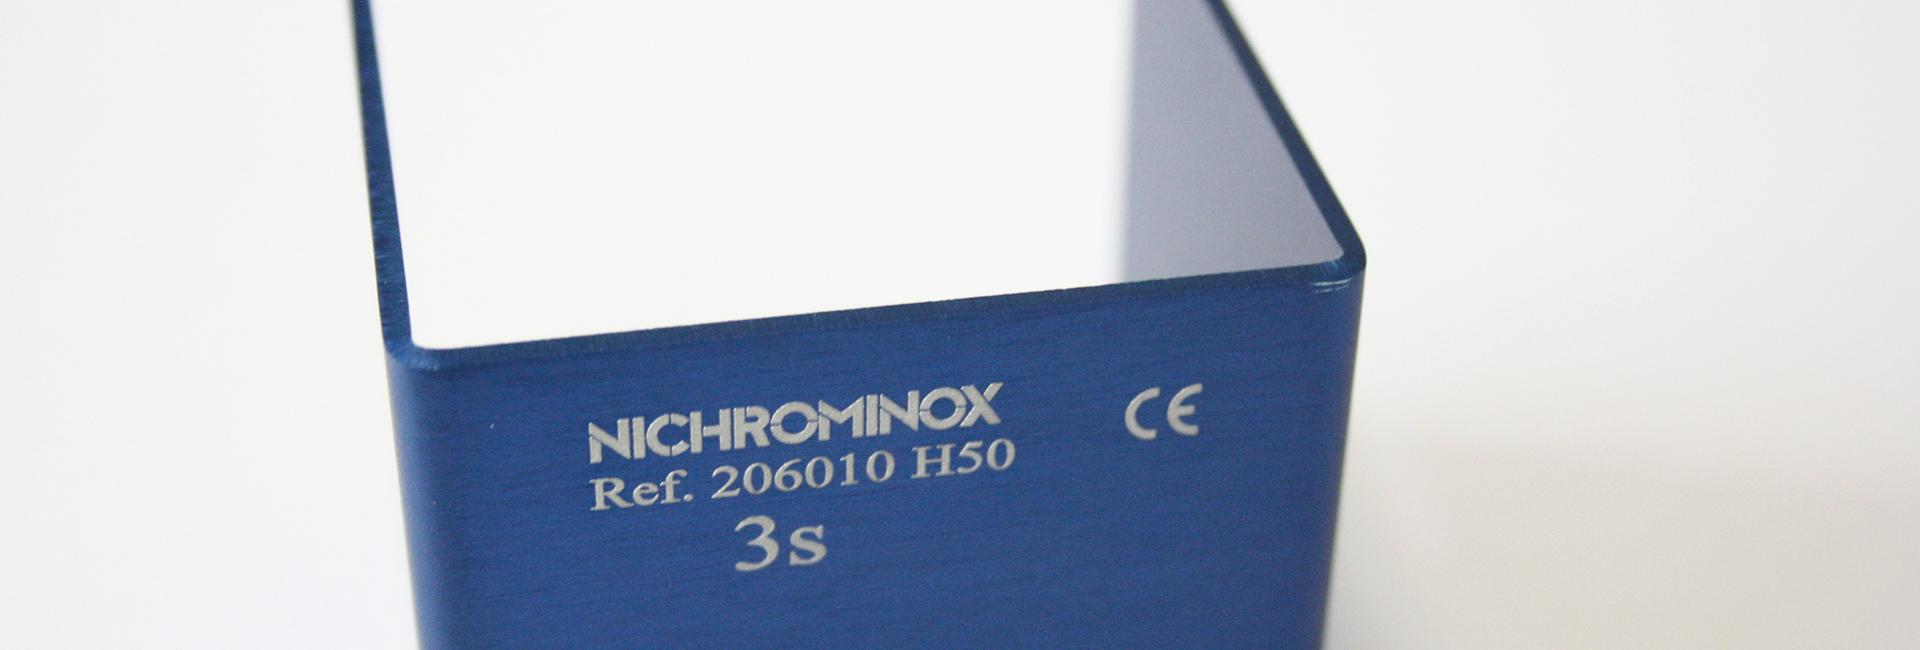 NICHROMINOX
CE
Ref. 206010 H50
3s